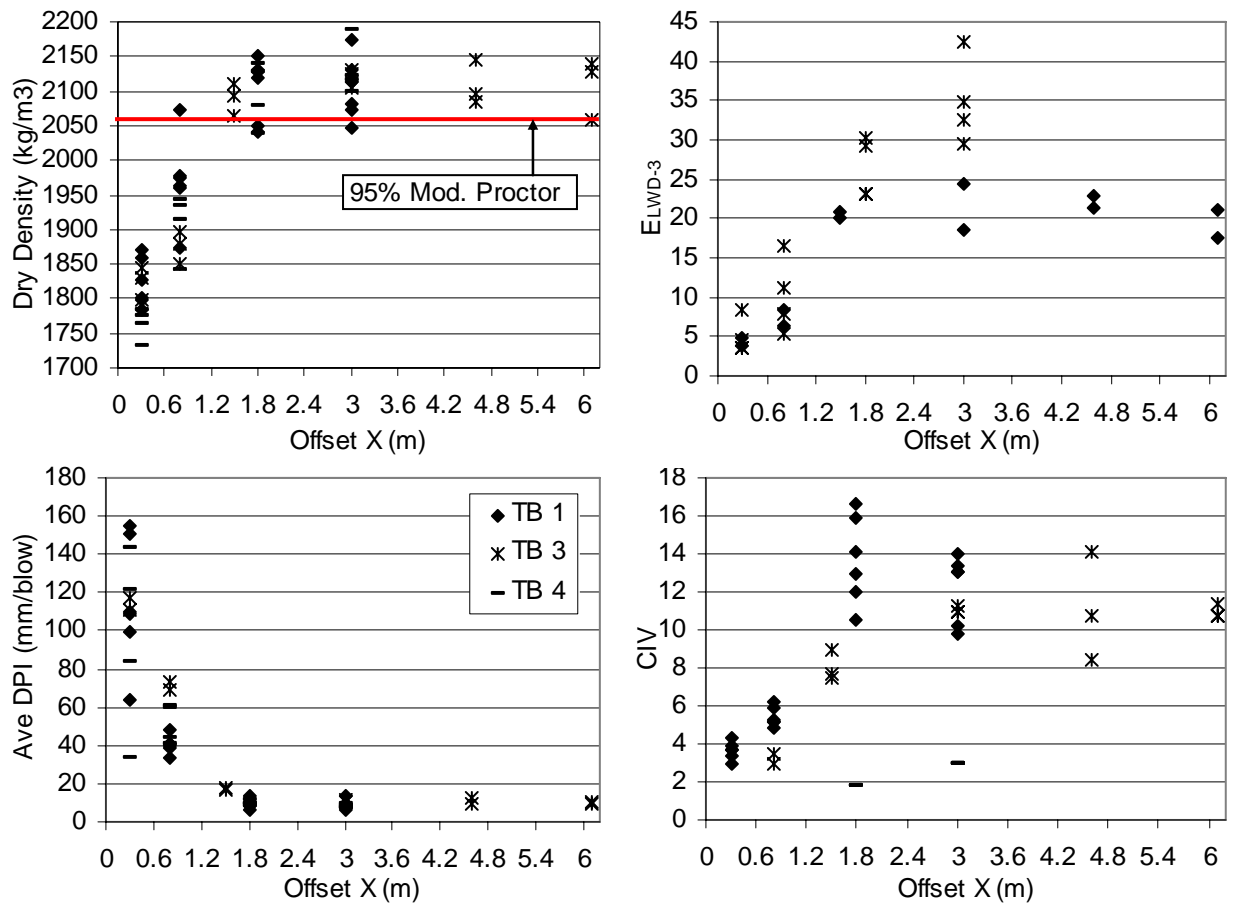 Dry Density (kg/m3)
2200
2150
2100
2050
2000
1950
1900
1850
1800
1750
1700
95% Mod. Proctor
0 0.6 1.2 1.8 2.4 3 3.6 4.2 4.8 5.4 6
Offset X (m)
ELWD-3
45
40
35
30
25
20
15
10
5
0
0 0.6 1.2 1.8 2.4 3 3.6 4.2 4.8 5.4 6
Offset X (m)
Ave DPI (mm/blow)
180
160
140
120
100
80
60
40
20
0
TB 1
TB 3
TB 4
0 0.6 1.2 1.8 2.4 3 3.6 4.2 4.8 5.4 6
Offset X (m)
CIV
18
16
14
12
10
8
6
4
2
0
0 0.6 1.2 1.8 2.4 3 3.6 4.2 4.8 5.4 6
Offset X (m)